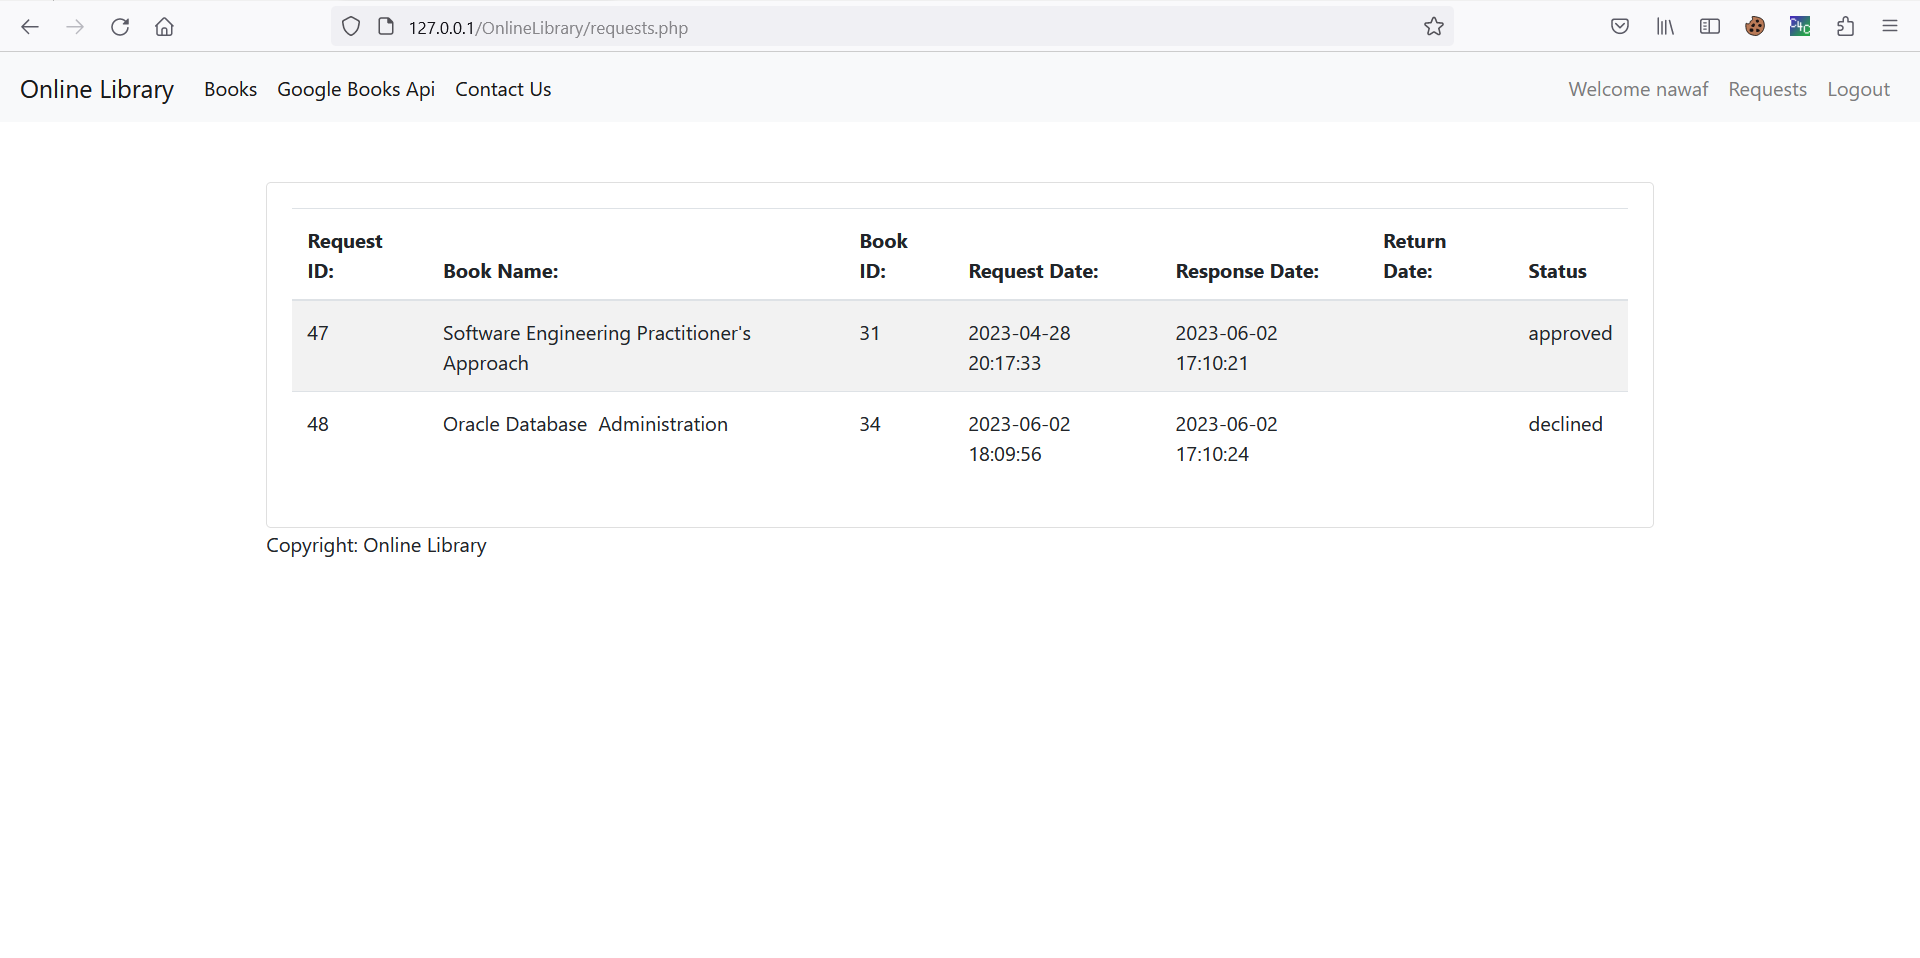 127.0.0.1/OnlineLibrary/requests.php
C4C
Online Library Books Google Books Api Contact Us Welcome nawaf Requests Logout
Request ID: Book Name: Book ID: Request Date: Response Date: Return Date: Status
47 Software Engineering Practitioner's Approach 31 2023-04-28 20:17:33 2023-06-02 17:10:21 approved
48 Oracle Database  Administration 34 2023-06-02 18:09:56 2023-06-02 17:10:24 declined
Copyright: Online Library